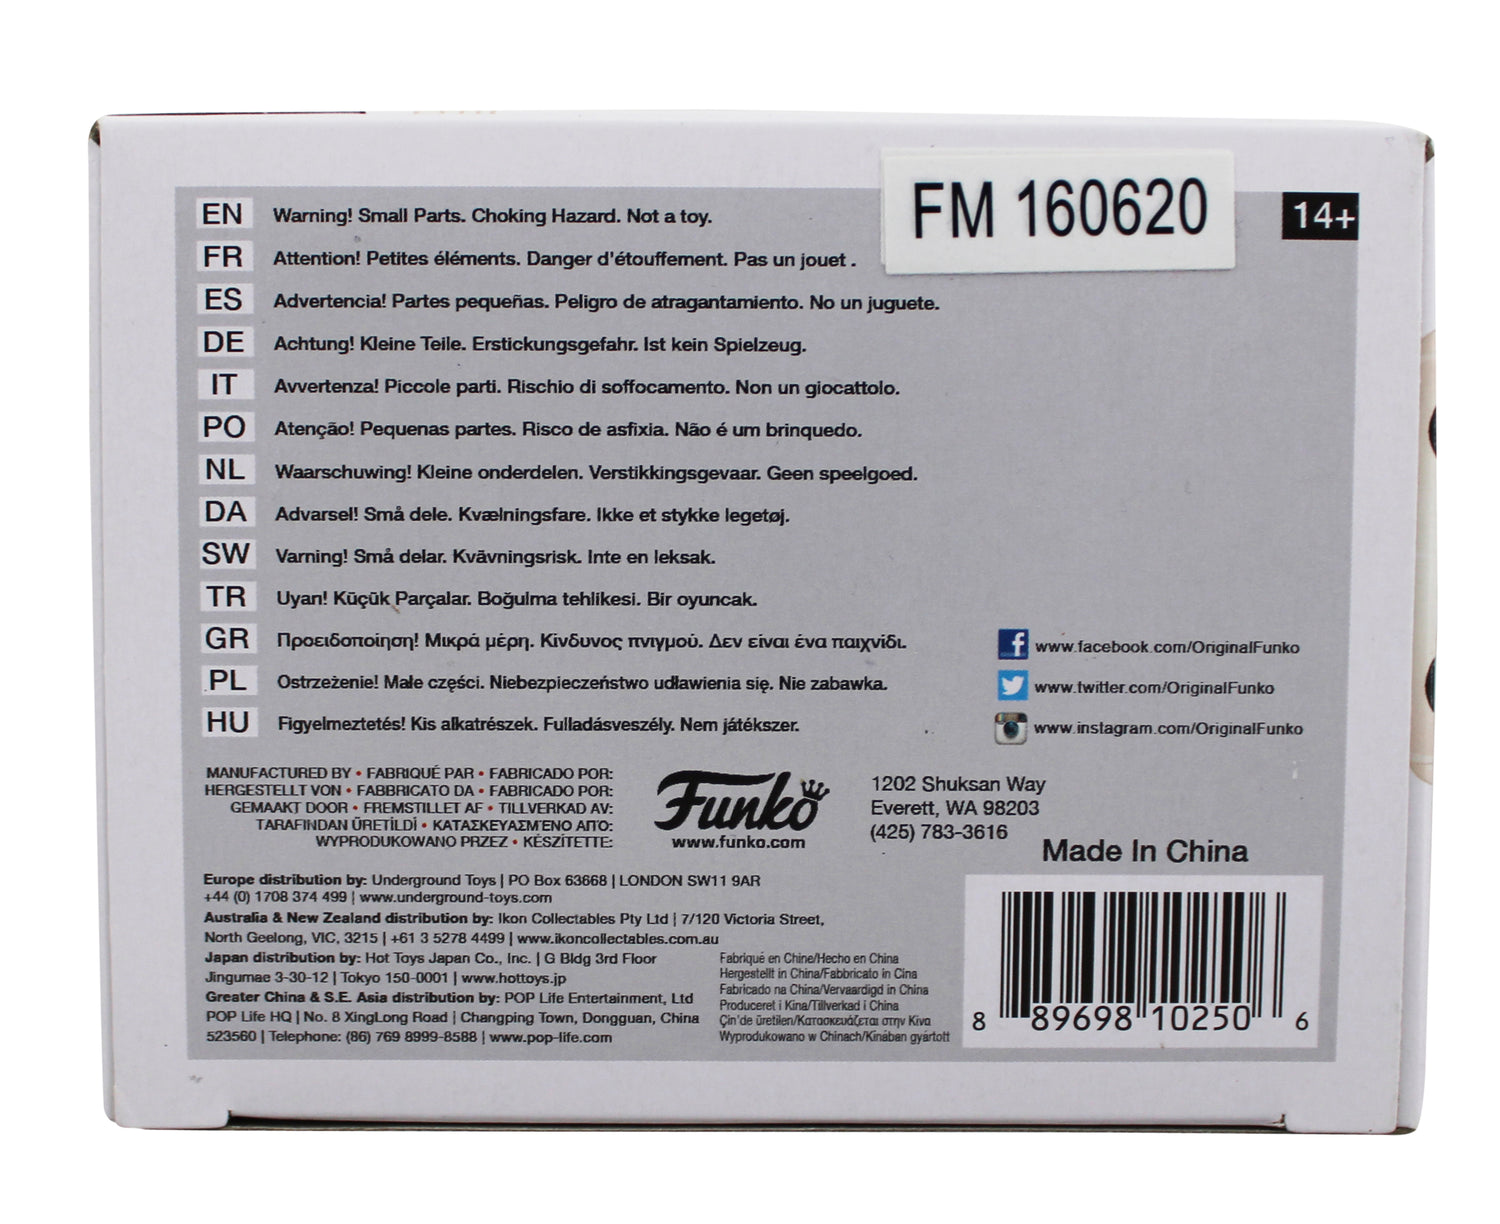 FM 160620
14+
EN Warning! Small Parts. Choking Hazard. Not a toy.
FR Attention! Petites éléments. Danger d'étouffement. Pas un jouet .
ES Advertencia! Partes pequeñas. Peligro de atragantamiento. No un juguete.
DE Achtung! Kleine Teile. Erstickungsgefahr. Ist kein Spielzeug.
IT Avvertenza! Piccole parti. Rischio di soffocamento. Non un giocattolo.
PO Atenção! Pequenas partes. Risco de asfixia. Não é um brinquedo.
NL Waarschuwing! Kleine onderdelen. Verstikkingsgevaar. Geen speelgoed.
DA Advarsel! Små dele. Kvælningsfare. Ikke et stykke legetøj.
SW Varning! Små delar. Kvävningsrisk. Inte en leksak.
TR Uyan! Küçük Parçalar. Boğulma tehlikesi. Bir oyuncak.
GR Προειδοποίηση! Μικρά μέρη. Κίνδυνος πνιγμού. Δεν είναι ένα παιχνίδι.
PL Ostrzeżenie! Małe części. Niebezpieczeństwo udławienia się. Nie zabawka.
HU Figyelmeztetés! Kis alkatrészek. Fulladásveszély. Nem játékszer.
www.facebook.com/OriginalFunko
www.twitter.com/OriginalFunko
www.instagram.com/OriginalFunko
MANUFACTURED BY • FABRIQUÉ PAR • FABRICADO POR:
HERGESTELLT VON • FABBRICATO DA • FABRICADO POR:
GEMAAKT DOOR • FREMSTILLET AF • TILLVERKAD AV:
TARAFINDAN ÜRETİLDİ • ΚΑΤΑΣΚΕΥΑΣΜΈΝΟ ΑΠΌ:
WYPRODUKOWANO PRZEZ • KÉSZÍTETTE:
Funko
www.funko.com
1202 Shuksan Way
Everett, WA 98203
(425) 783-3616
Made In China
Europe distribution by: Underground Toys | PO Box 63668 | LONDON SW11 9AR
+44 (0) 1708 374 499 | www.underground-toys.com
Australia & New Zealand distribution by: Ikon Collectables Pty Ltd | 7/120 Victoria Street,
North Geelong, VIC, 3215 | +61 3 5278 4499 | www.ikoncollectables.com.au
Japan distribution by: Hot Toys Japan Co., Inc. | G Bldg 3rd Floor
Jingumae 3-30-12 | Tokyo 150-0001 | www.hottoys.jp
Greater China & S.E. Asia distribution by: POP Life Entertainment, Ltd
POP Life HQ | No. 8 XingLong Road | Changping Town, Dongguan, China
523560 | Telephone: (86) 769 8999-8588 | www.pop-life.com
Fabriqué en Chine/Hecho en China
Hergestellt in China/Fabbricato in Cina
Fabricado na China/Vervaardigd in China
Produceret i Kina/Tillverkad i China
Çin'de üretilen/Κατασκευάζεται στην Κίνα
Wyprodukowano w Chinach/Kínában gyártott
8 89698 10250 6